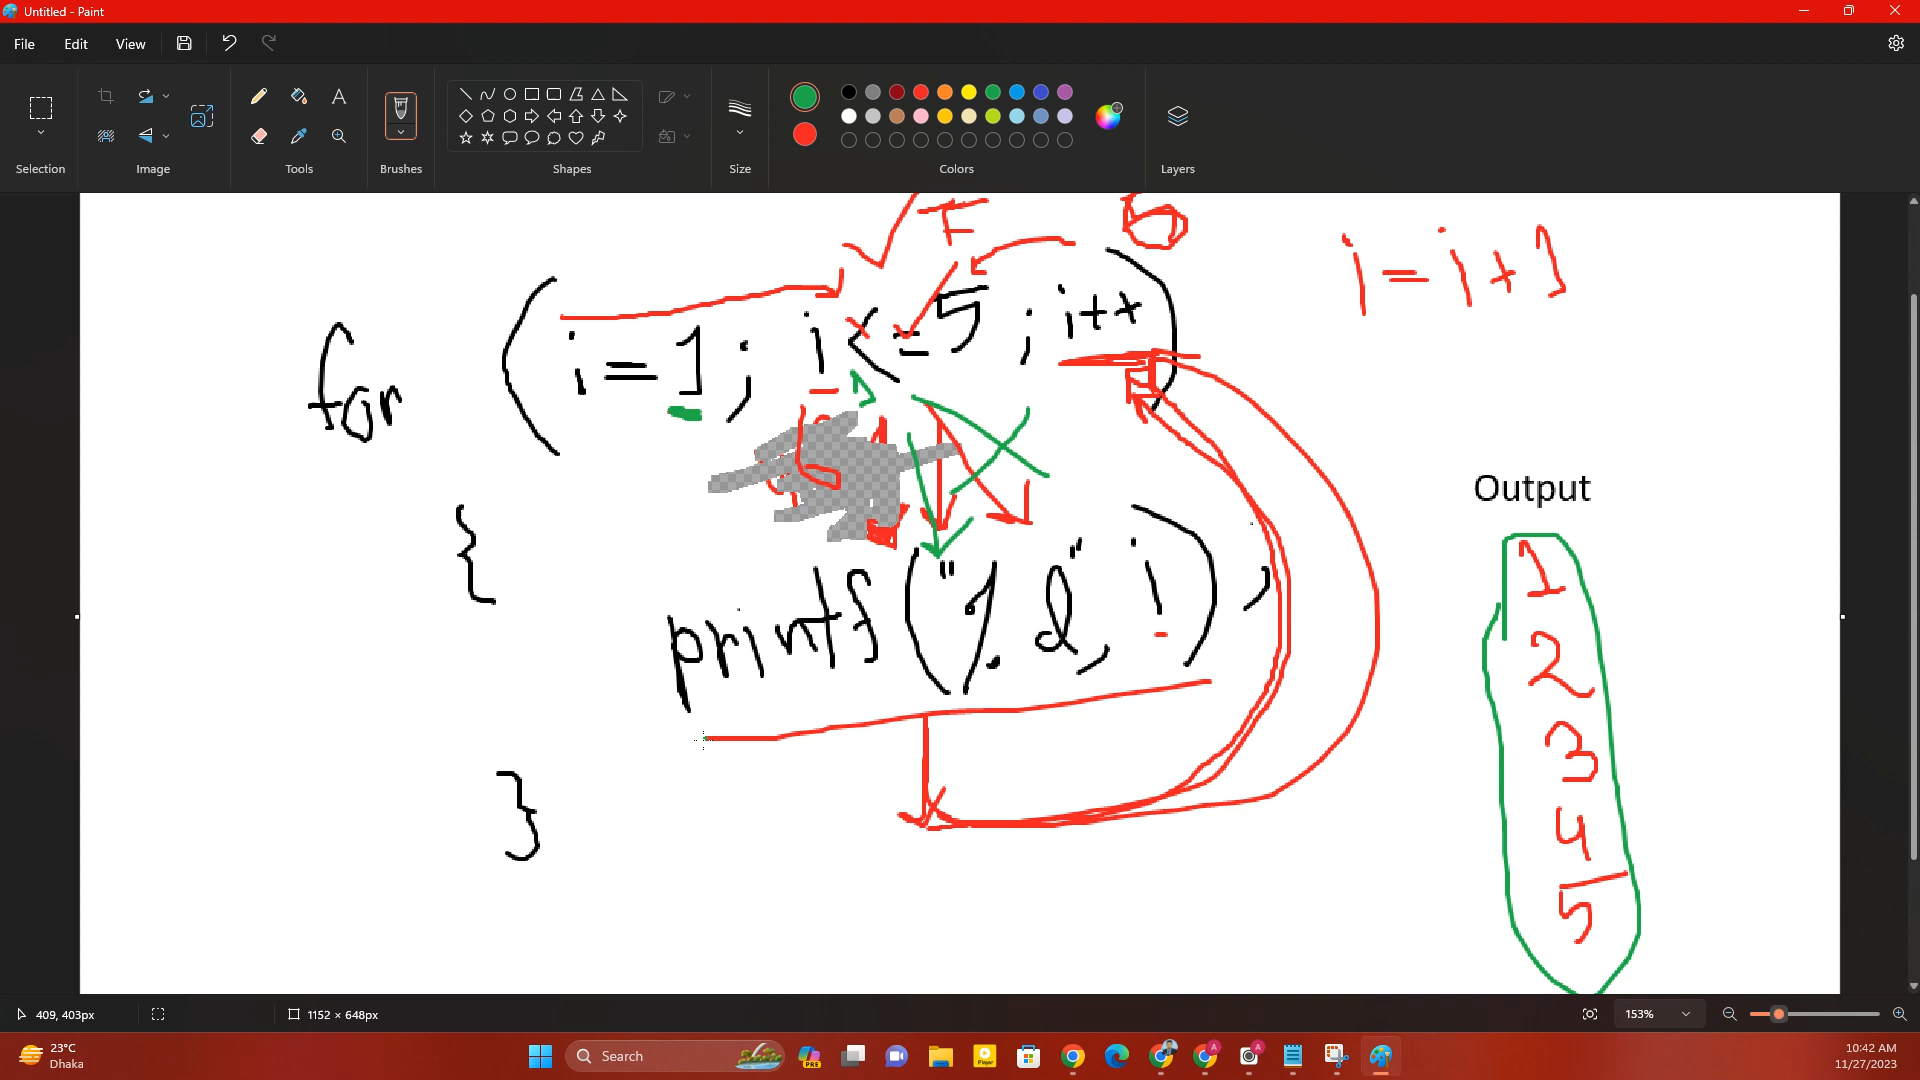 Untitled - Paint
File Edit View
Selection Image Tools Brushes Shapes Size Colors Layers
F 6
i=i+1
for (i=1; i<=5; i++)
Output
{
printf("%d", i);
}
1
2
3
4
5
409, 403px 1152 × 648px 153%
23°C
Dhaka
Search
PRE
10:42 AM
11/27/2023